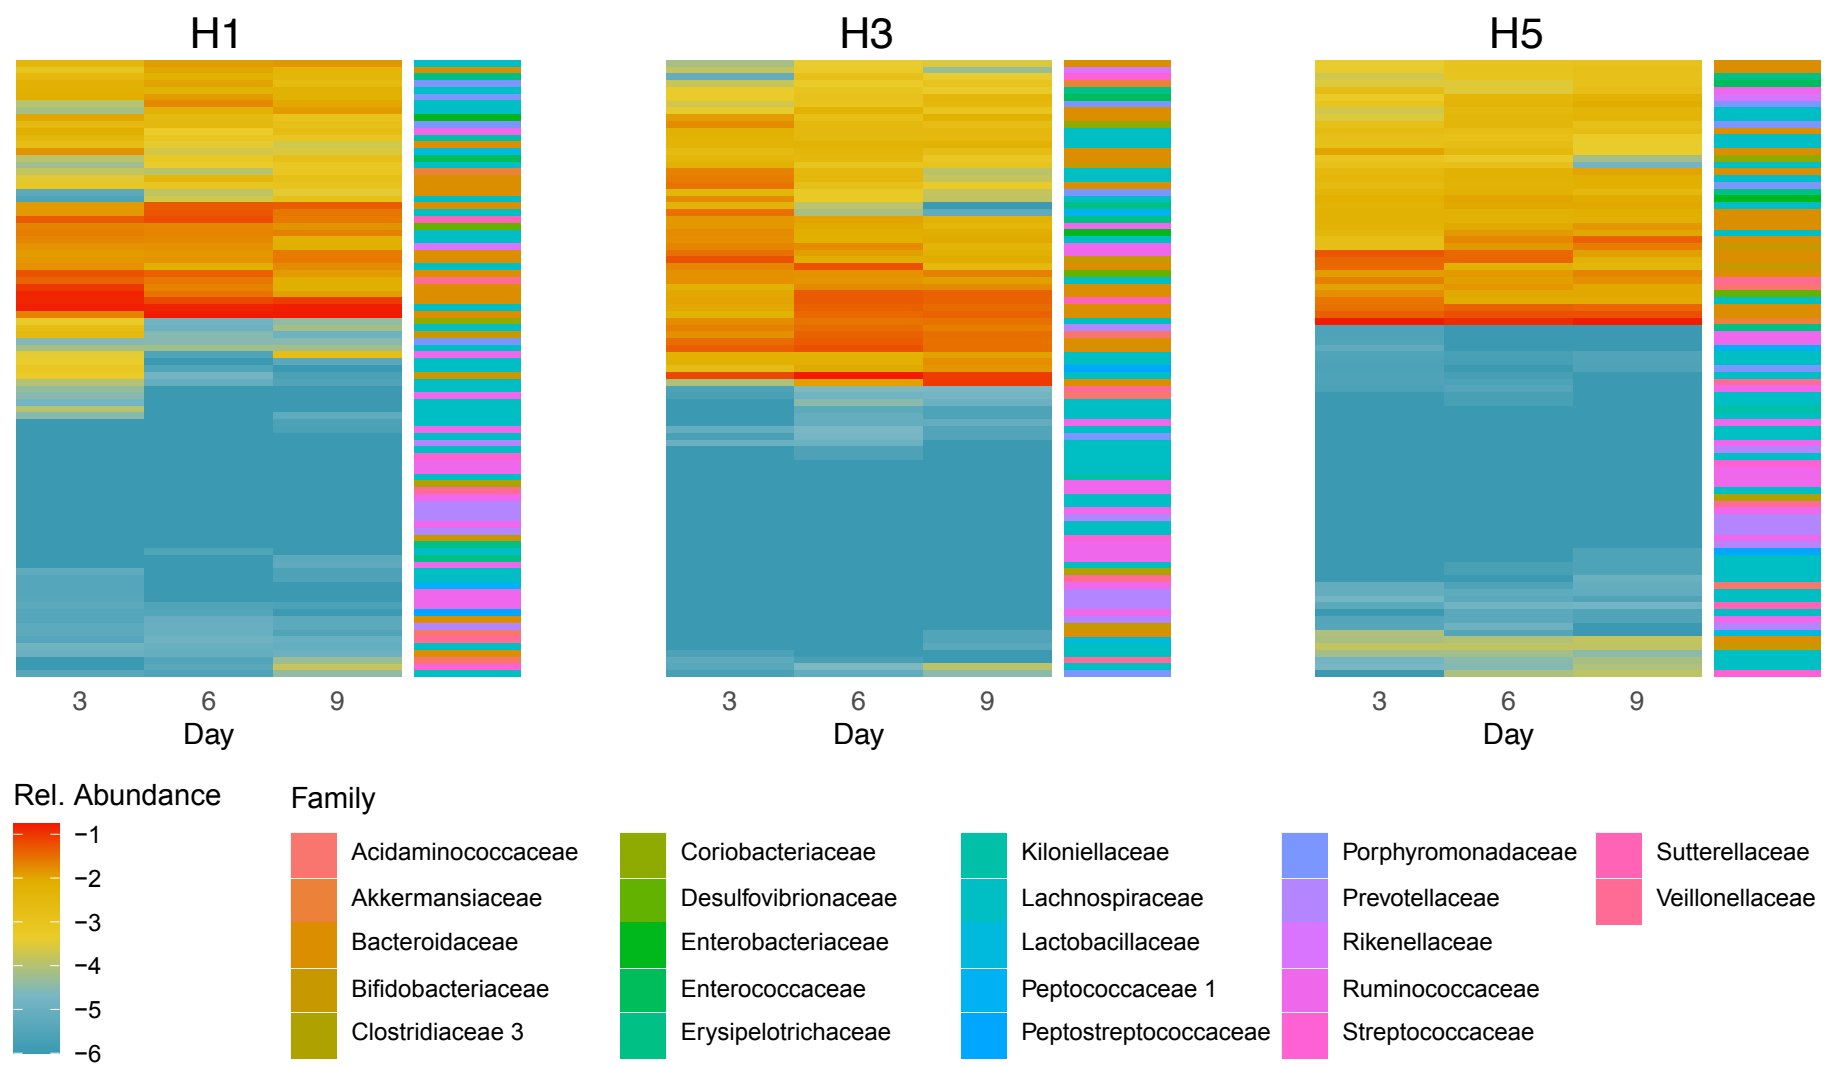 H1
H3
H5
3 6 9
Day
3 6 9
Day
3 6 9
Day
Rel. Abundance
−1
−2
−3
−4
−5
−6
Family
Acidaminococcaceae
Akkermansiaceae
Bacteroidaceae
Bifidobacteriaceae
Clostridiaceae 3
Coriobacteriaceae
Desulfovibrionaceae
Enterobacteriaceae
Enterococcaceae
Erysipelotrichaceae
Kiloniellaceae
Lachnospiraceae
Lactobacillaceae
Peptococcaceae 1
Peptostreptococcaceae
Porphyromonadaceae
Prevotellaceae
Rikenellaceae
Ruminococcaceae
Streptococcaceae
Sutterellaceae
Veillonellaceae